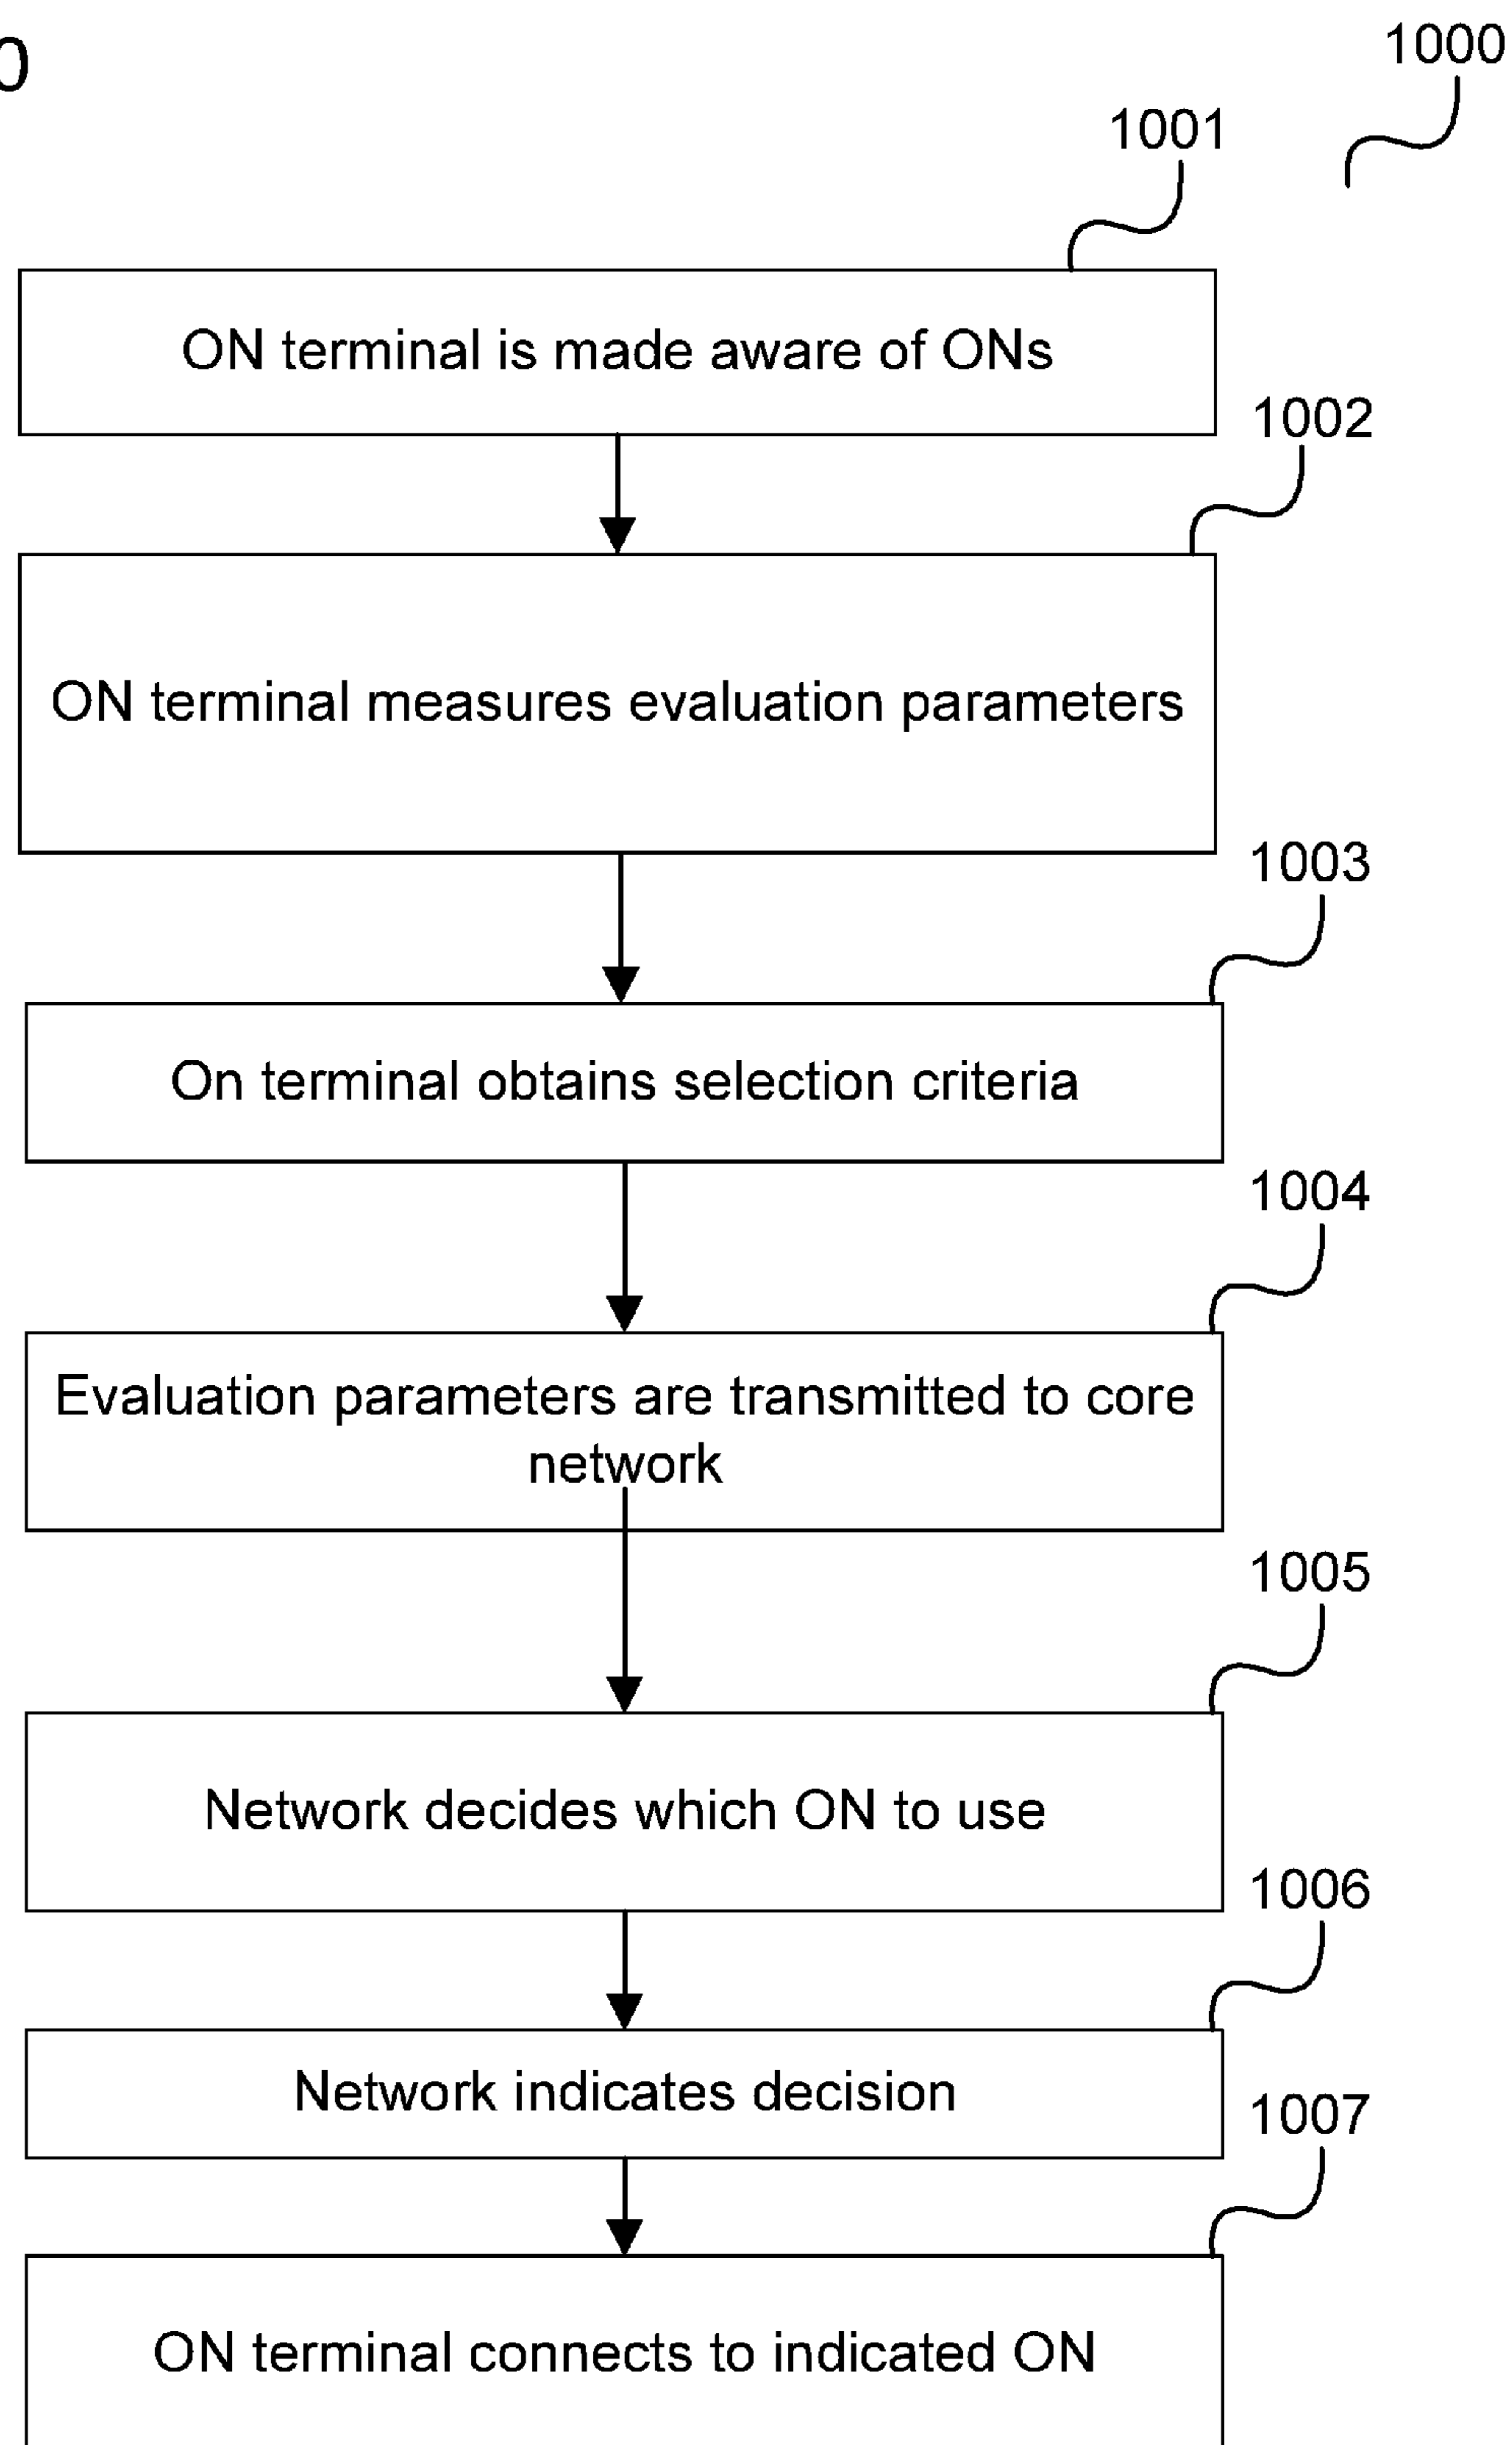 0
1000
1001
ON terminal is made aware of ONs
1002
ON terminal measures evaluation parameters
1003
On terminal obtains selection criteria
1004
Evaluation parameters are transmitted to core
network
1005
Network decides which ON to use
1006
Network indicates decision
1007
ON terminal connects to indicated ON